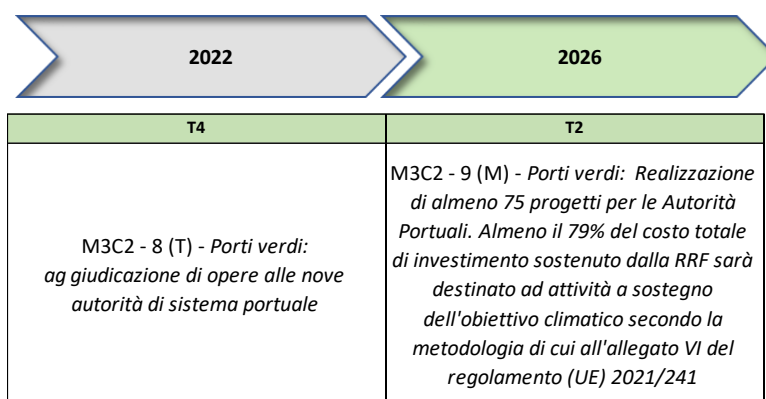 2022
2026
T4
T2
M3C2 - 8 (T) - Porti verdi:
ag giudicazione di opere alle nove
autorità di sistema portuale
M3C2 - 9 (M) - Porti verdi:  Realizzazione
di almeno 75 progetti per le Autorità
Portuali. Almeno il 79% del costo totale
di investimento sostenuto dalla RRF sarà
destinato ad attività a sostegno
dell'obiettivo climatico secondo la
metodologia di cui all'allegato VI del
regolamento (UE) 2021/241